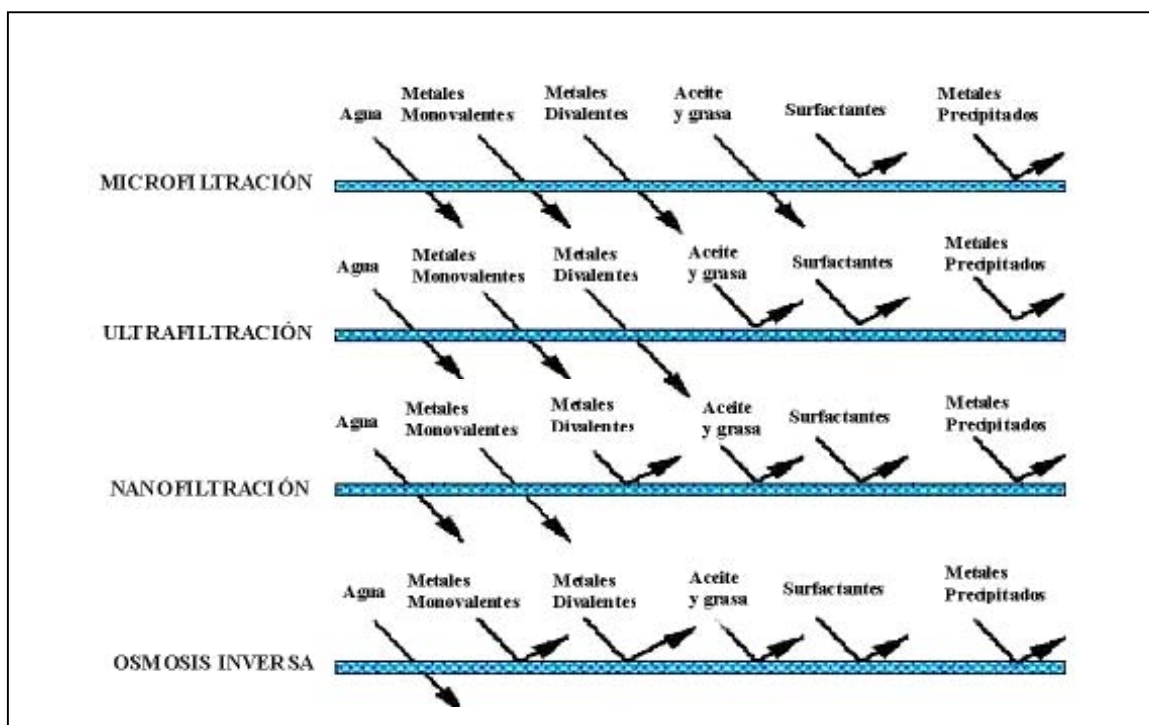 Agua
Metales
Monovalentes
Metales
Divalentes
Aceite
y grasa
Surfactantes
Metales
Precipitados
MICROFILTRACIÓN
Agua
Metales
Monovalentes
Metales
Divalentes
Aceite
y grasa
Surfactantes
Metales
Precipitados
ULTRAFILTRACIÓN
Agua
Metales
Monovalentes
Metales
Divalentes
Aceite
y grasa
Surfactantes
Metales
Precipitados
NANOFILTRACIÓN
Agua
Metales
Monovalentes
Metales
Divalentes
Aceite
y grasa
Surfactantes
Metales
Precipitados
OSMOSIS INVERSA